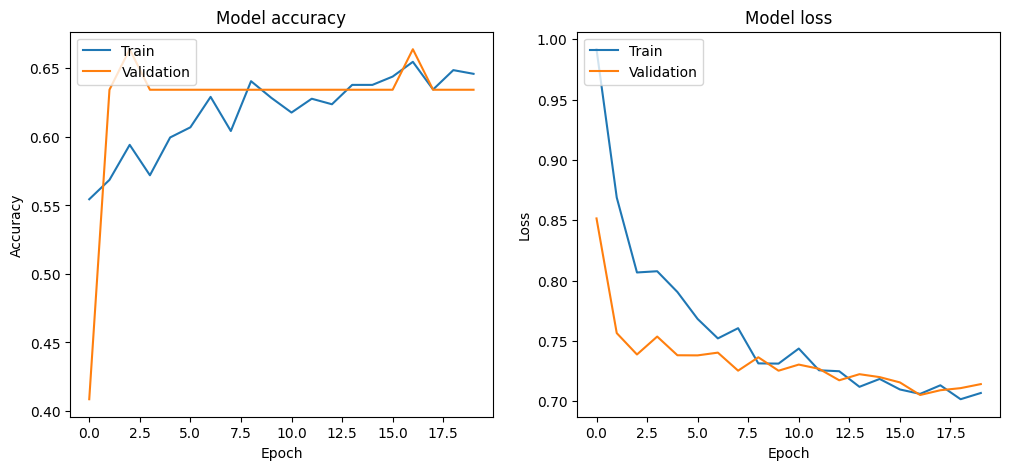 Model accuracy
Train
Validation
0.65
0.60
0.55
0.50
0.45
0.40
Accuracy
0.0 2.5 5.0 7.5 10.0 12.5 15.0 17.5
Epoch
Model loss
Train
Validation
1.00
0.95
0.90
0.85
0.80
0.75
0.70
Loss
0.0 2.5 5.0 7.5 10.0 12.5 15.0 17.5
Epoch